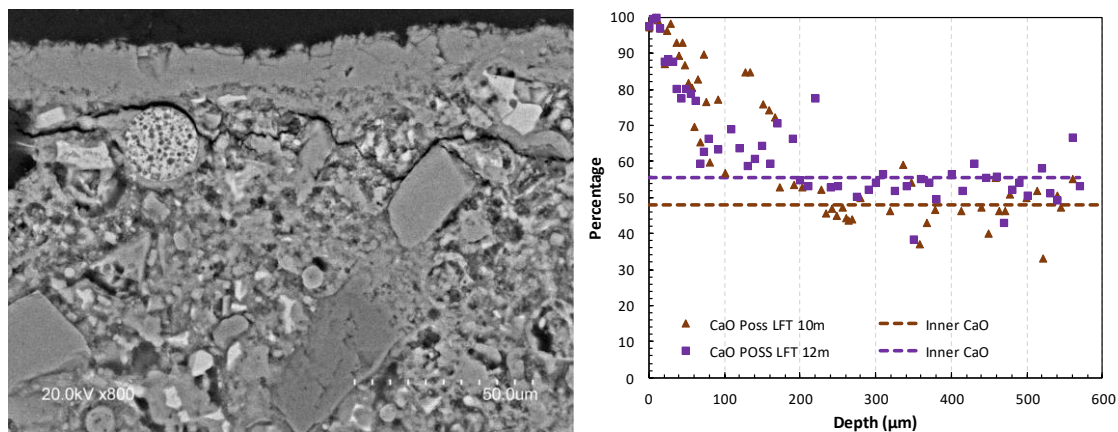 20.0kV x800
50.0um
100
90
80
70
60
50
40
30
20
10
0
Percentage
0 100 200 300 400 500 600
Depth (µm)
CaO Poss LFT 10m
Inner CaO
CaO POSS LFT 12m
Inner CaO